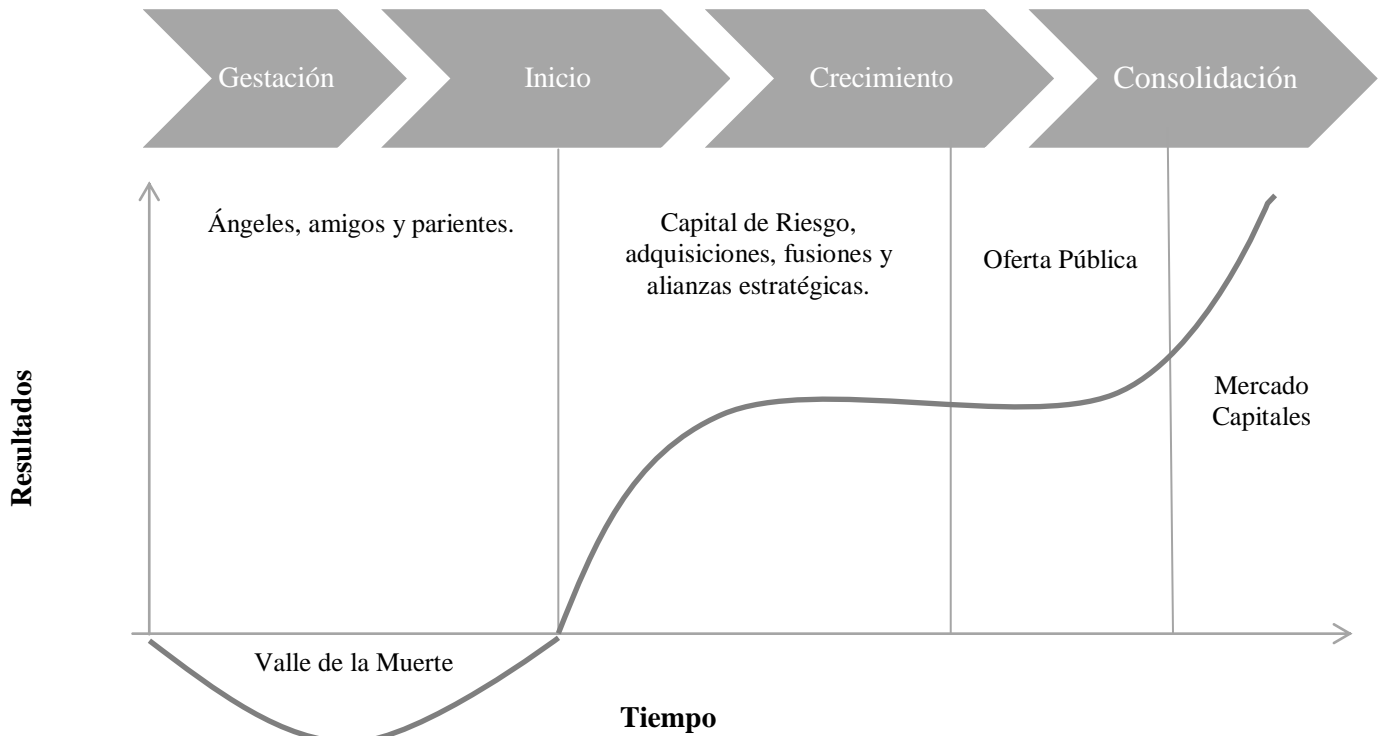 Gestación
Inicio
Crecimiento
Consolidación
Ángeles, amigos y parientes.
Capital de Riesgo,
adquisiciones, fusiones y
alianzas estratégicas.
Oferta Pública
Mercado
Capitales
Resultados
Valle de la Muerte
Tiempo